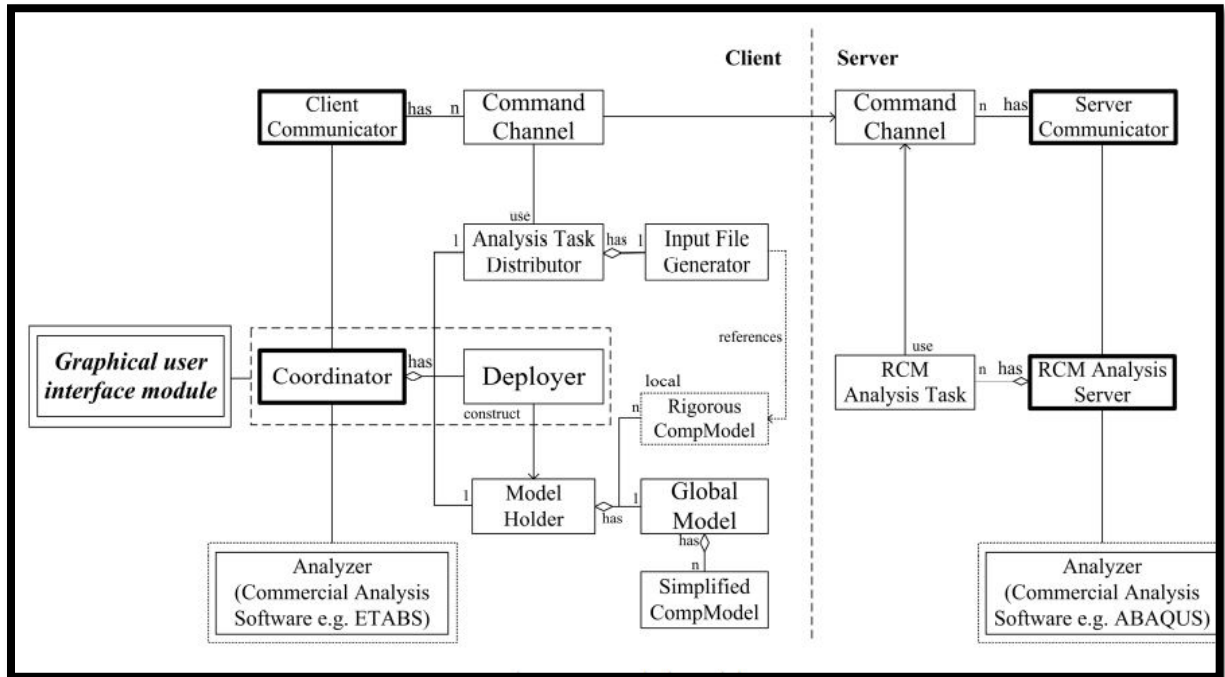 Client
Server
Client
Communicator
has
n
Command
Channel
Command
Channel
n
has
Server
Communicator
use
1
Analysis Task
Distributor
has
1
Input File
Generator
references
Graphical user
interface module
Coordinator
has
Deployer
construct
local
n
Rigorous
CompModel
use
RCM
Analysis Task
n
has
RCM Analysis
Server
1
Model
Holder
has
1
Global
Model
has
n
Simplified
CompModel
Analyzer
(Commercial Analysis
Software e.g. ETABS)
Analyzer
(Commercial Analysis
Software e.g. ABAQUS)